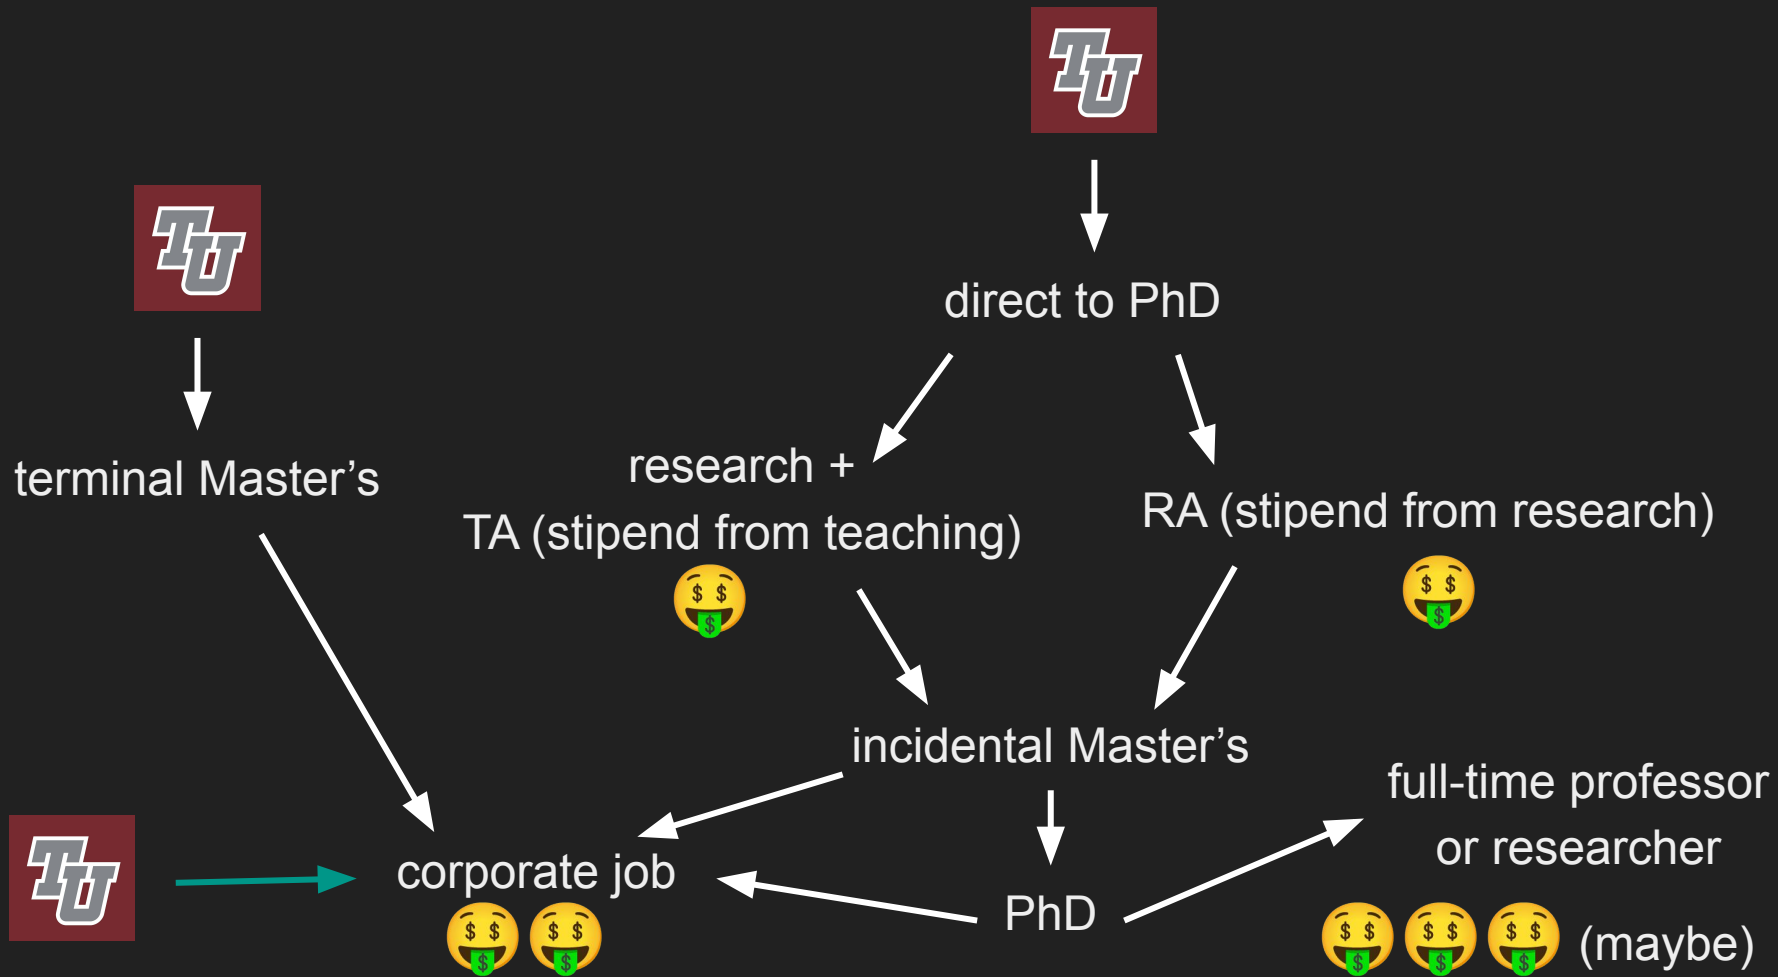 TU
direct to PhD
TU
terminal Master’s
research +
TA (stipend from teaching)
RA (stipend from research)
incidental Master’s
full-time professor
or researcher
TU
corporate job
PhD
(maybe)